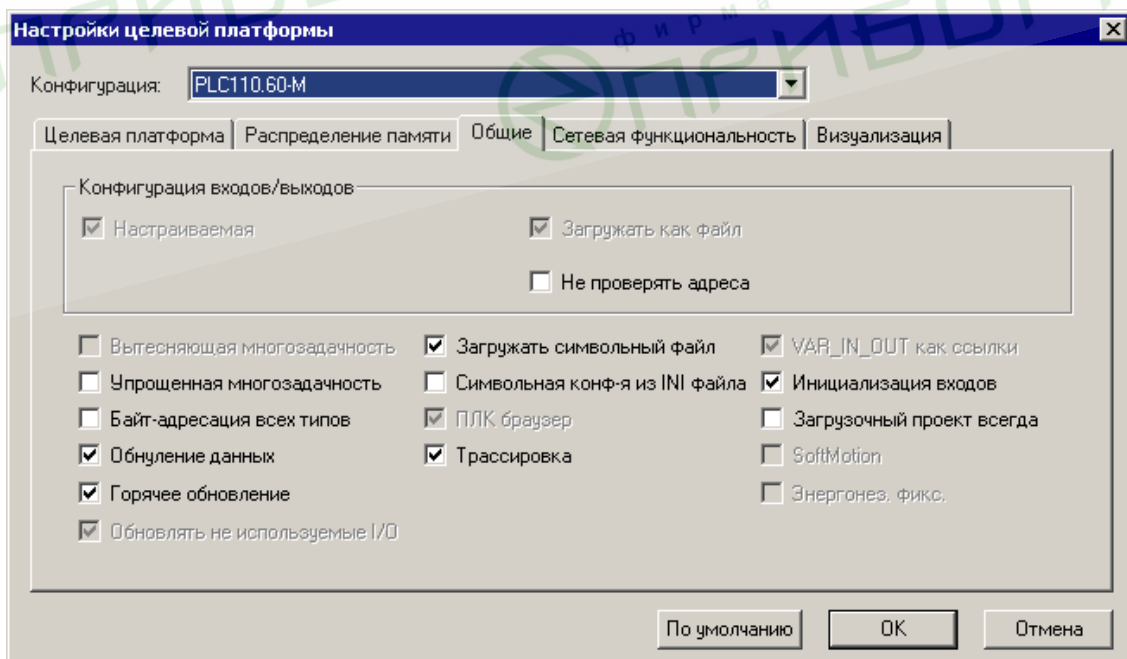 Настройки целевой платформы
фирма
ПРИБОРЫ
Конфигурация: PLC110.60-M
Целевая платформа Распределение памяти Общие Сетевая функциональность Визуализация
Конфигурация входов/выходов
Настраиваемая Загружать как файл
Не проверять адреса
Вытесняющая многозадачность Загружать символьный файл VAR_IN_OUT как ссылки
Упрощенная многозадачность Символьная конф-я из INI файла Инициализация входов
Байт-адресация всех типов ПЛК браузер Загрузочный проект всегда
Обнуление данных Трассировка SoftMotion
Горячее обновление Энергонез. фикс.
Обновлять не используемые I/O
По умолчанию OK Отмена